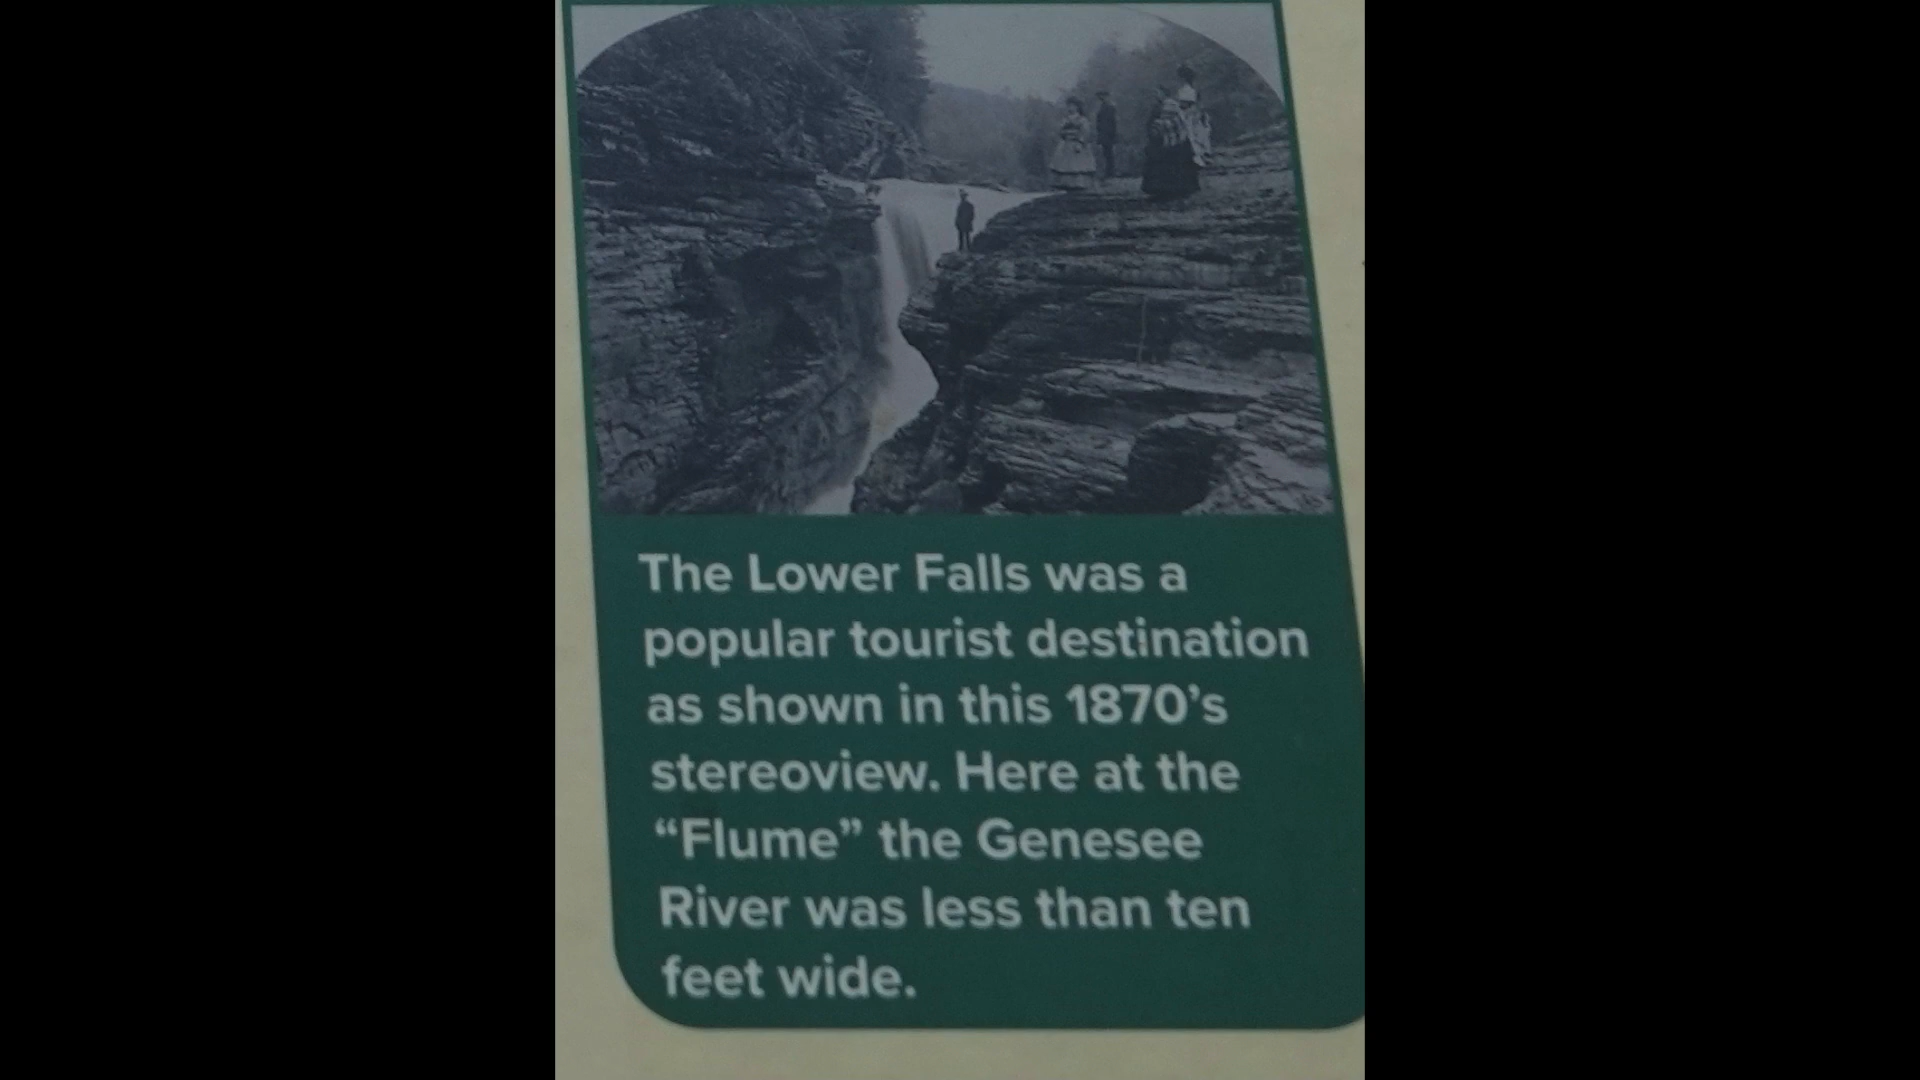 The Lower Falls was a
popular tourist destination
as shown in this 1870’s
stereoview. Here at the
“Flume” the Genesee
River was less than ten
feet wide.